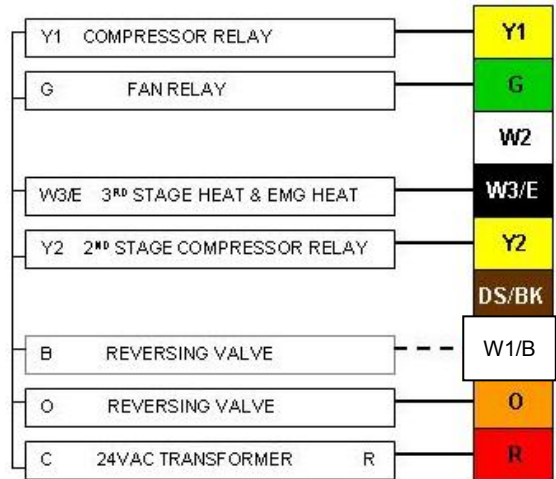 Y1 COMPRESSOR RELAY Y1
G FAN RELAY G
W2
W3/E 3RD STAGE HEAT & EMG HEAT W3/E
Y2 2ND STAGE COMPRESSOR RELAY Y2
DS/BK
B REVERSING VALVE W1/B
O REVERSING VALVE O
C 24VAC TRANSFORMER R R